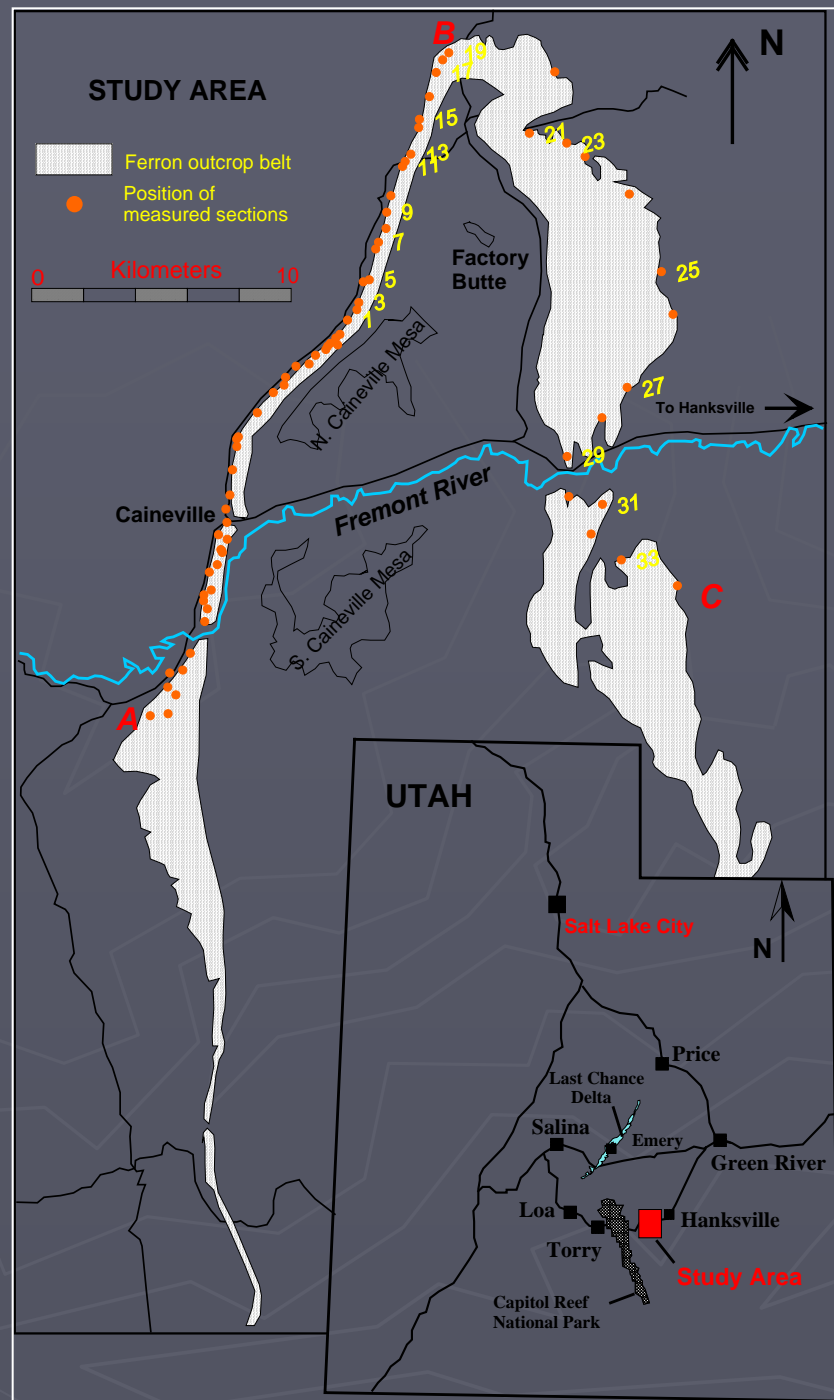 B
N
STUDY AREA
Ferron outcrop belt
Position of
measured sections
0 Kilometers 10
19
17
15
13
11
9
7
5
3
1
21
23
25
27
29
31
33
Factory
Butte
N. Caineville Mesa
To Hanksville
Caineville
Fremont River
S. Caineville Mesa
C
A
UTAH
N
Salt Lake City
Price
Last Chance
Delta
Salina
Emery
Green River
Loa
Hanksville
Torry
Study Area
Capitol Reef
National Park